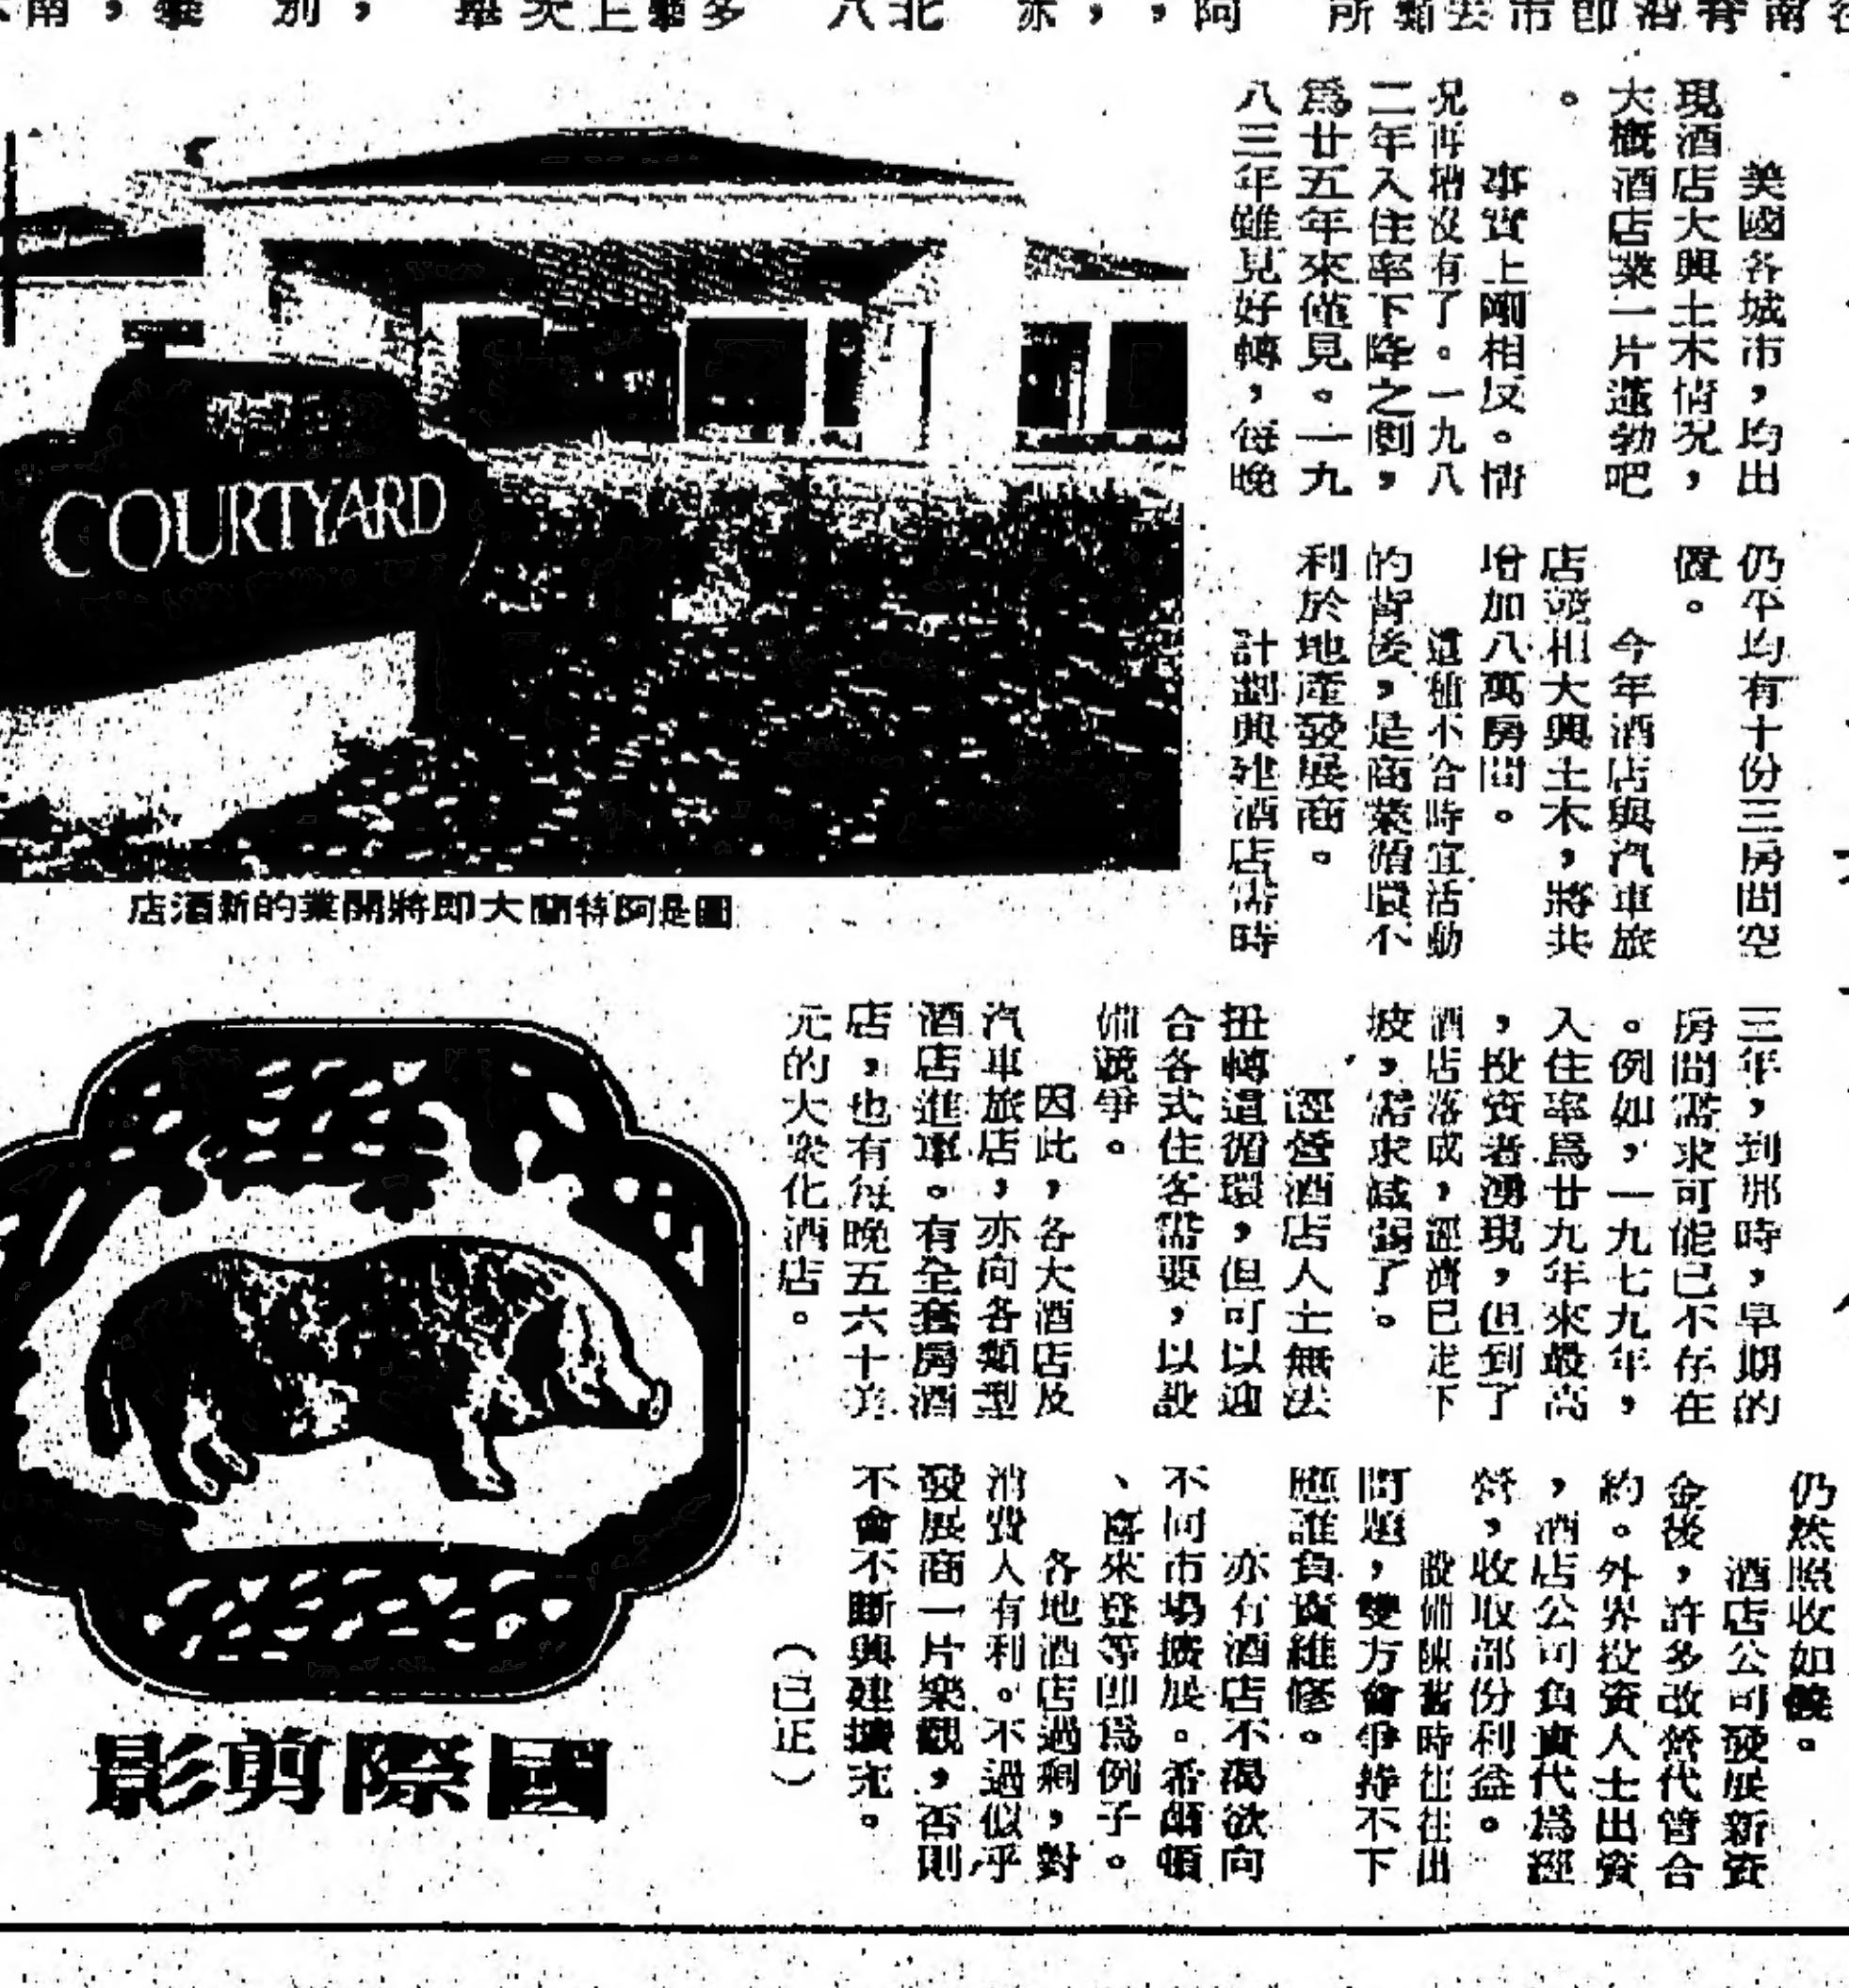 美國各城市，均出
現酒店大興土木情況，
大概酒店業一片蓬勃吧
。
事實上剛相反。情
況再糟沒有了。一九八
二年入住率下降之劇，
爲廿五年來僅見。一九
八三年雖見好轉，每晚
仍平均有十份三房間空
置。
今年酒店與汽車旅
店發相大興土木，將共
增加八萬房間。
這種不合時宜活動
的背後，是商業循環不
利於地產發展商。
計劃興建酒店需時
三年，到那時，早期的
房間需求可能已不存在
。例如，一九七九年，
入住率爲廿九年來最高
，投資者湧現，但到了
酒店落成，經濟已走下
坡，需求減弱了。
經營酒店人士無法
扭轉這循環，但可以迎
合各式住客需要，以設
備競爭。
因此，各大酒店及
汽車旅店，亦向各類型
酒店進軍。有全套房酒
店，也有每晚五六十美
元的大衆化酒店。
仍然照收如儀。
酒店公司發展新資
金後，許多改營代管合
約。外界投資人士出資
，酒店公司負責代爲經
營，收取部份利益。
設備陳舊時往往出
問題，雙方會爭持不下
應誰負責維修。
亦有酒店不渴欲向
不同市場擴展。希爾頓
、喜來登等即爲例子。
各地酒店過剩，對
消費人有利。不過似乎
發展商一片樂觀，否則
不會不斷興建擴充。
（已正）
COURTYARD
圖是阿特蘭大即將開業的新酒店
國際剪影